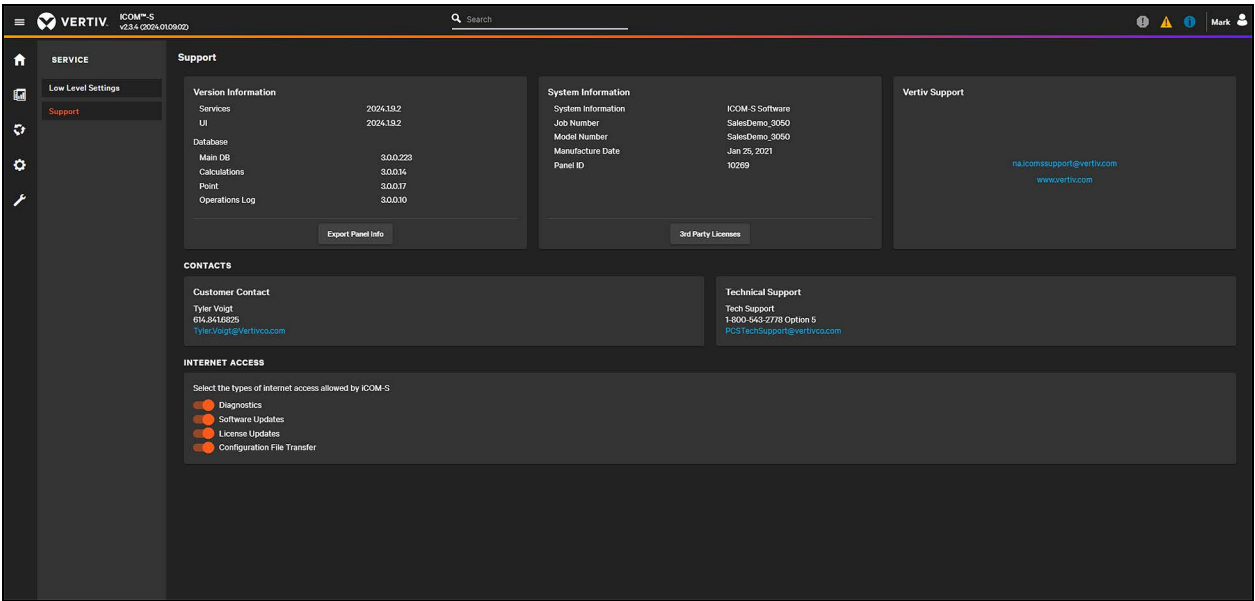 VERTIV.
ICOM™-S
v2.3.4 (2024.01.09.02)
Search
Mark
SERVICE
Low Level Settings
Support
Support
Version Information
Services 2024.1.9.2
UI 2024.1.9.2
Database
Main DB 3.0.0.223
Calculations 3.0.0.14
Point 3.0.0.17
Operations Log 3.0.0.10
Export Panel Info
System Information
System Information ICOM-S Software
Job Number SalesDemo_3050
Model Number SalesDemo_3050
Manufacture Date Jan 25, 2021
Panel ID 10269
3rd Party Licenses
Vertiv Support
na.icomssupport@vertiv.com
www.vertiv.com
CONTACTS
Customer Contact
Tyler Voigt
614.841.6825
Tyler.Voigt@Vertivco.com
Technical Support
Tech Support
1-800-543-2778 Option 5
PCSTechSupport@vertivco.com
INTERNET ACCESS
Select the types of internet access allowed by iCOM-S
Diagnostics
Software Updates
License Updates
Configuration File Transfer